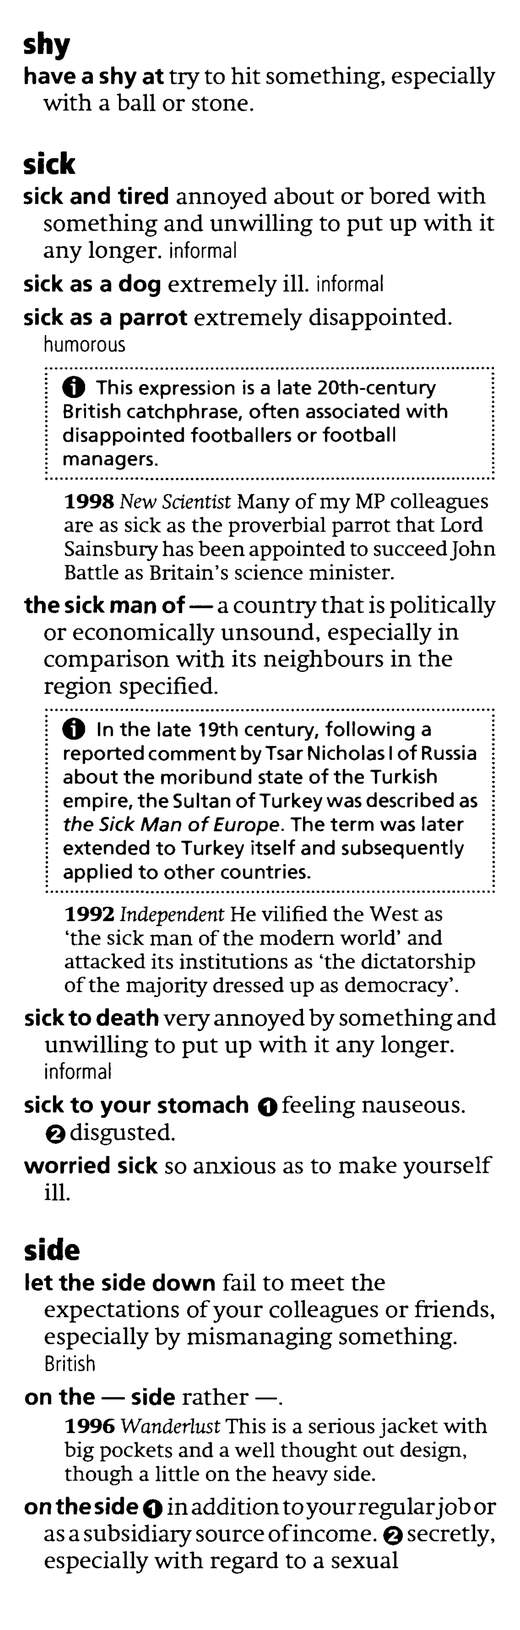 shy
have a shy at try to hit something, especially
with a ball or stone.
sick
sick and tired annoyed about or bored with
something and unwilling to put up with it
any longer. informal
sick as a dog extremely ill. informal
sick as a parrot extremely disappointed.
humorous
ⓘ This expression is a late 20th-century
British catchphrase, often associated with
disappointed footballers or football
managers.
1998 New Scientist Many of my MP colleagues
are as sick as the proverbial parrot that Lord
Sainsbury has been appointed to succeed John
Battle as Britain's science minister.
the sick man of — a country that is politically
or economically unsound, especially in
comparison with its neighbours in the
region specified.
ⓘ In the late 19th century, following a
reported comment by Tsar Nicholas I of Russia
about the moribund state of the Turkish
empire, the Sultan of Turkey was described as
the Sick Man of Europe. The term was later
extended to Turkey itself and subsequently
applied to other countries.
1992 Independent He vilified the West as
‘the sick man of the modern world’ and
attacked its institutions as ‘the dictatorship
of the majority dressed up as democracy’.
sick to death very annoyed by something and
unwilling to put up with it any longer.
informal
sick to your stomach ❶ feeling nauseous.
❷ disgusted.
worried sick so anxious as to make yourself
ill.
side
let the side down fail to meet the
expectations of your colleagues or friends,
especially by mismanaging something.
British
on the — side rather —.
1996 Wanderlust This is a serious jacket with
big pockets and a well thought out design,
though a little on the heavy side.
on the side ❶ in addition to your regular job or
as a subsidiary source of income. ❷ secretly,
especially with regard to a sexual